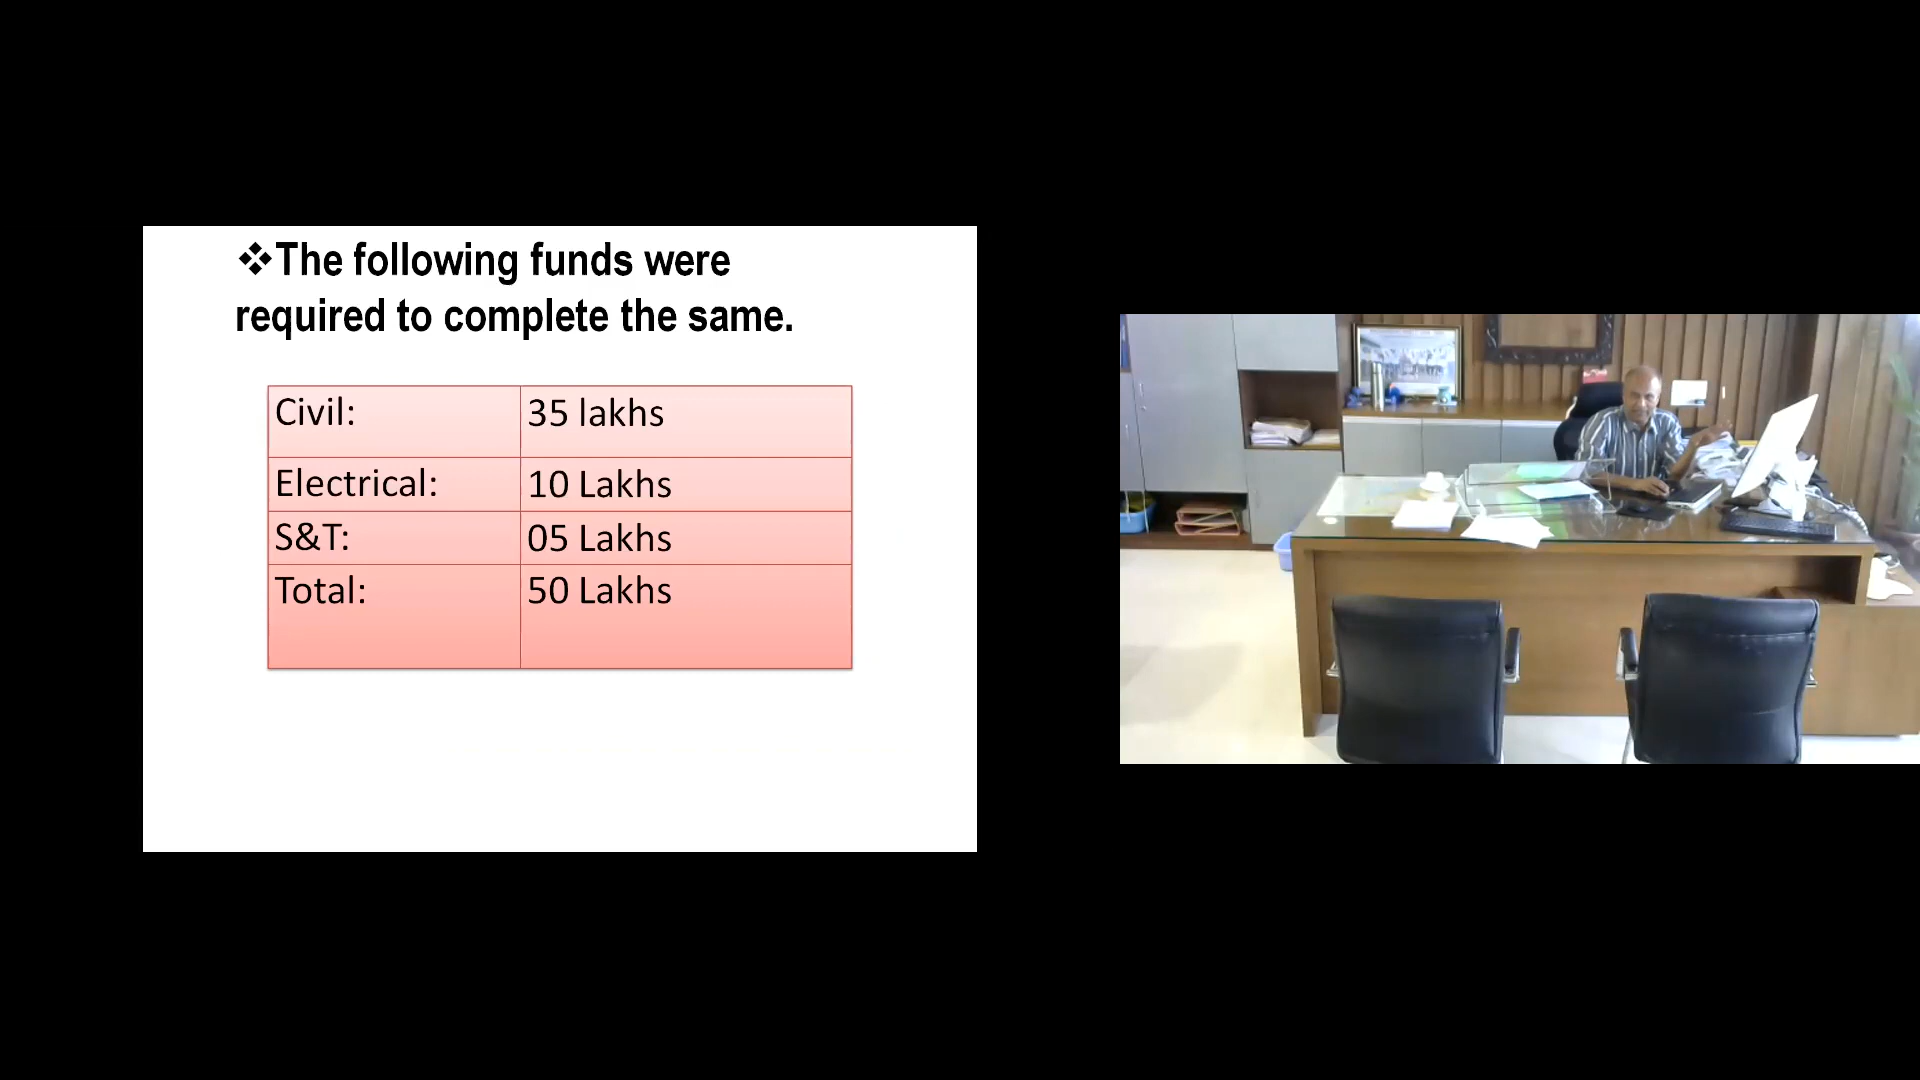 ❖The following funds were
required to complete the same.
Civil: 35 lakhs
Electrical: 10 Lakhs
S&T: 05 Lakhs
Total: 50 Lakhs